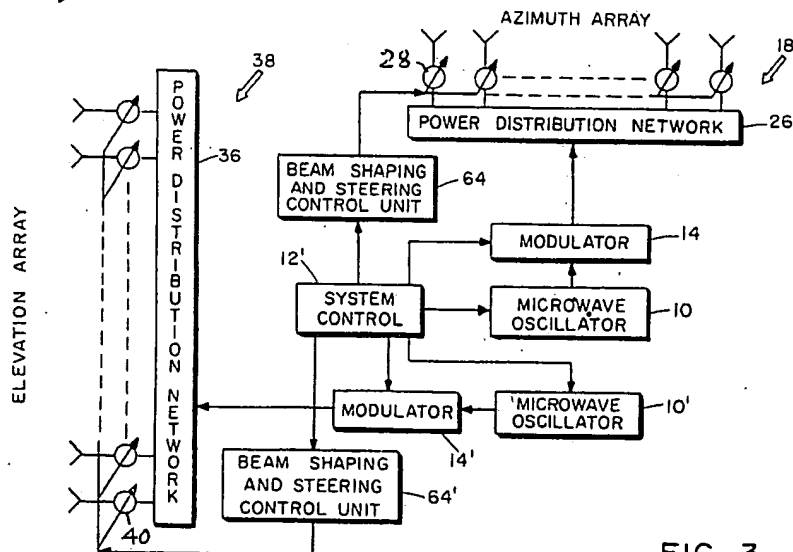 AZIMUTH ARRAY
18
28
38
POWER DISTRIBUTION NETWORK
26
POWER DISTRIBUTION NETWORK
36
BEAM SHAPING
AND STEERING
CONTROL UNIT
64
MODULATOR
14
12'
SYSTEM
CONTROL
MICROWAVE
OSCILLATOR
10
ELEVATION ARRAY
MODULATOR
14'
MICROWAVE
OSCILLATOR
10'
BEAM SHAPING
AND STEERING
CONTROL UNIT
64'
40
FIG. 3